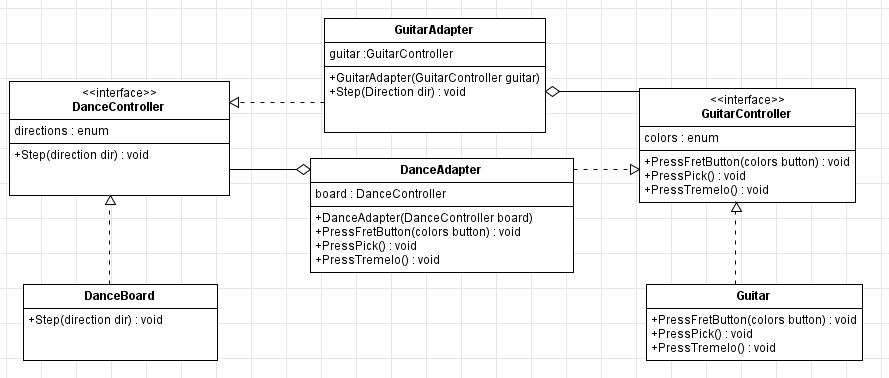 GuitarAdapter
guitar :GuitarController
+GuitarAdapter(GuitarController guitar)
+Step(Direction dir) : void
<<interface>>
DanceController
directions : enum
+Step(direction dir) : void
<<interface>>
GuitarController
colors : enum
+PressFretButton(colors button) : void
+PressPick() : void
+PressTremelo() : void
DanceAdapter
board : DanceController
+DanceAdapter(DanceController board)
+PressFretButton(colors button) : void
+PressPick() : void
+PressTremelo() : void
DanceBoard
+Step(direction dir) : void
Guitar
+PressFretButton(colors button) : void
+PressPick() : void
+PressTremelo() : void